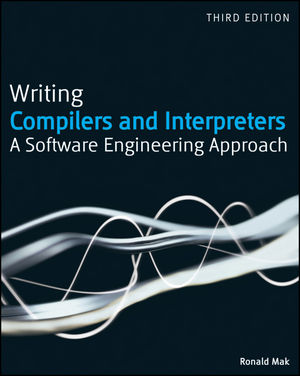 THIRD EDITION
Writing
Compilers and Interpreters
A Software Engineering Approach
Ronald Mak